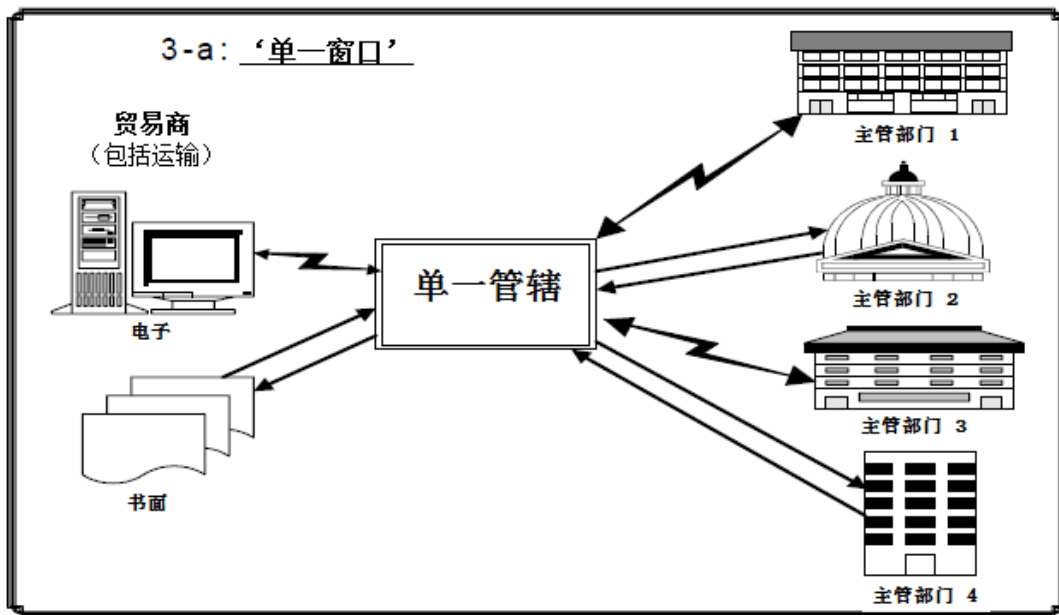 3-a: ‘单一窗口’
贸易商
（包括运输）
电子
书面
单一管辖
主管部门 1
主管部门 2
主管部门 3
主管部门 4